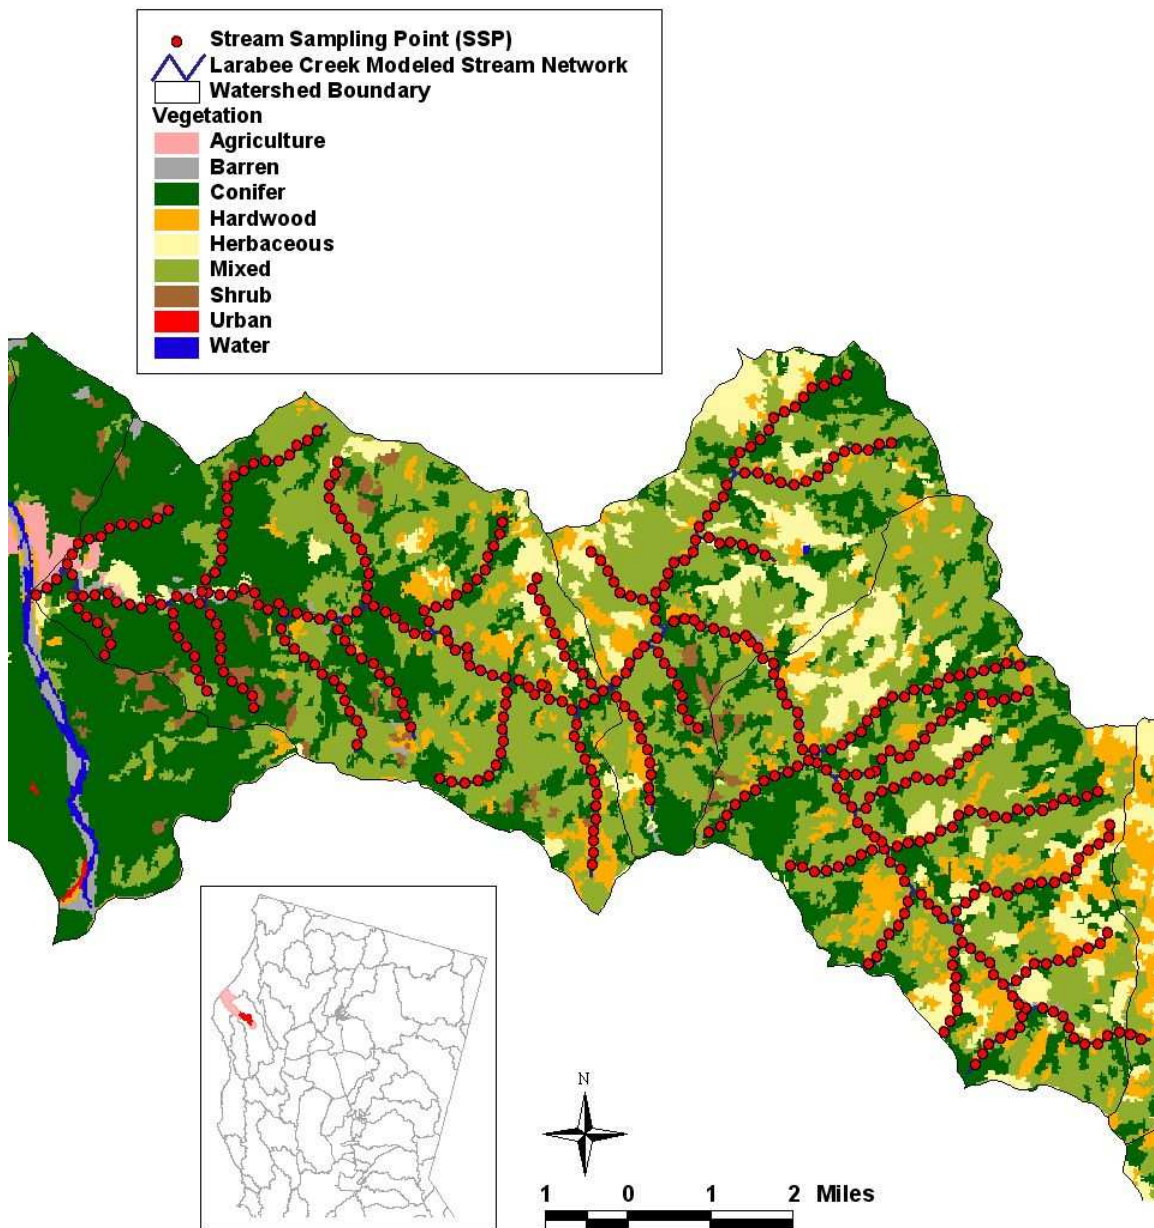 Stream Sampling Point (SSP)
Larabee Creek Modeled Stream Network
Watershed Boundary
Vegetation
Agriculture
Barren
Conifer
Hardwood
Herbaceous
Mixed
Shrub
Urban
Water
N
1 0 1 2 Miles